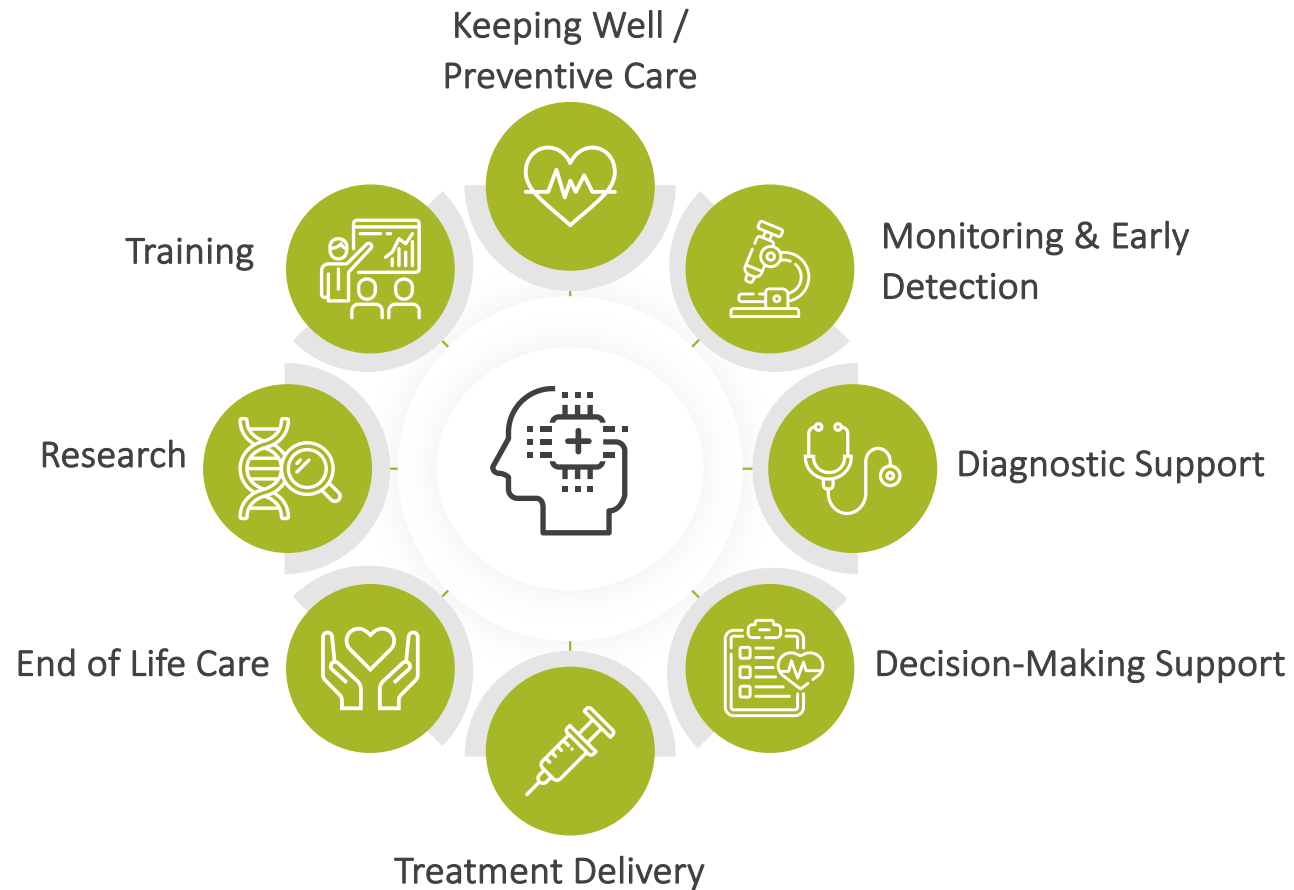 Keeping Well /
Preventive Care
Monitoring & Early
Detection
Diagnostic Support
Decision-Making Support
Treatment Delivery
End of Life Care
Research
Training